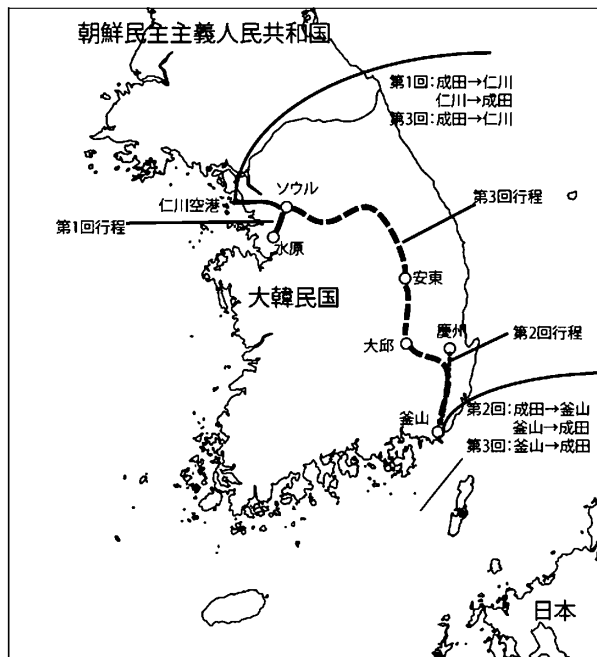 朝鮮民主主義人民共和国
第1回：成田→仁川
仁川→成田
第3回：成田→仁川
仁川空港
ソウル
第3回行程
第1回行程
水原
安東
大韓民国
大邱
慶州
第2回行程
釜山
第2回：成田→釜山
釜山→成田
第3回：釜山→成田
日本